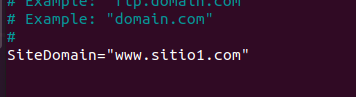 # Example: "ftp.domain.com"
# Example: "domain.com"
#
SiteDomain="www.sitio1.com"